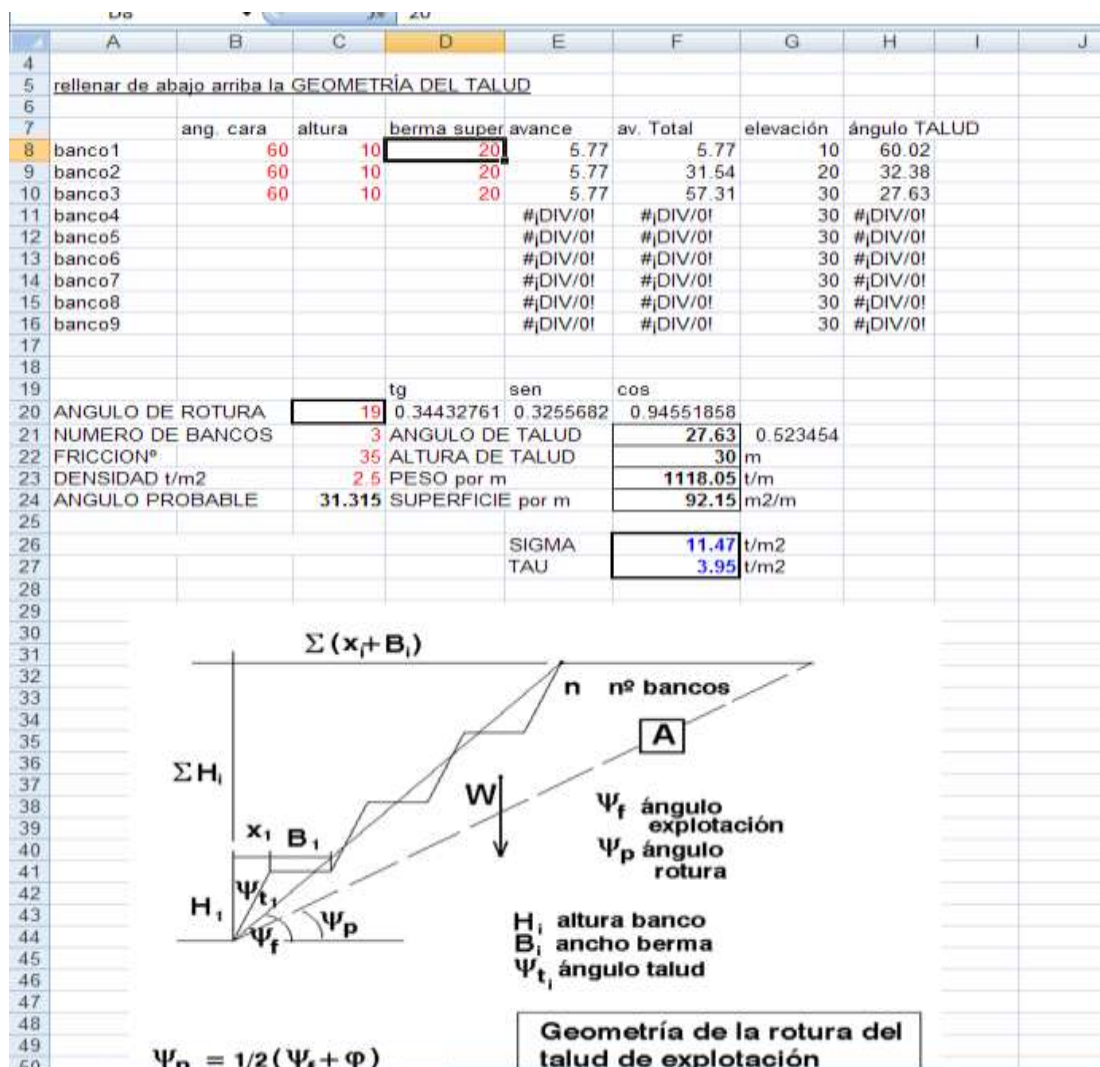 D8 20
A B C D E F G H I J
4
5 rellenar de abajo arriba la GEOMETRÍA DEL TALUD
6
7 ang. cara altura berma super avance av. Total elevación ángulo TALUD
8 banco1 60 10 20 5.77 5.77 10 60.02
9 banco2 60 10 20 5.77 31.54 20 32.38
10 banco3 60 10 20 5.77 57.31 30 27.63
11 banco4 #¡DIV/0! #¡DIV/0! 30 #¡DIV/0!
12 banco5 #¡DIV/0! #¡DIV/0! 30 #¡DIV/0!
13 banco6 #¡DIV/0! #¡DIV/0! 30 #¡DIV/0!
14 banco7 #¡DIV/0! #¡DIV/0! 30 #¡DIV/0!
15 banco8 #¡DIV/0! #¡DIV/0! 30 #¡DIV/0!
16 banco9 #¡DIV/0! #¡DIV/0! 30 #¡DIV/0!
17
18
19 tg sen cos
20 ANGULO DE ROTURA 19 0.34432761 0.3255682 0.94551858
21 NUMERO DE BANCOS 3 ANGULO DE TALUD 27.63 0.523454
22 FRICCIONº 35 ALTURA DE TALUD 30 m
23 DENSIDAD t/m2 2.5 PESO por m 1118.05 t/m
24 ANGULO PROBABLE 31.315 SUPERFICIE por m 92.15 m2/m
25
26 SIGMA 11.47 t/m2
27 TAU 3.95 t/m2
28
29
30
31
32
33
34
35
36
37
38
39
40
41
42
43
44
45
46
47
48
49
50
Σ (xi+ Bi)
n nº bancos
A
Σ Hi
W
Ψf ángulo
explotación
x1 B1
Ψp ángulo
rotura
Ψt1
H1
Ψp
Ψf
Hi altura banco
Bi ancho berma
Ψti ángulo talud
Geometría de la rotura del
talud de explotación
Ψp = 1/2 ( Ψf + φ )